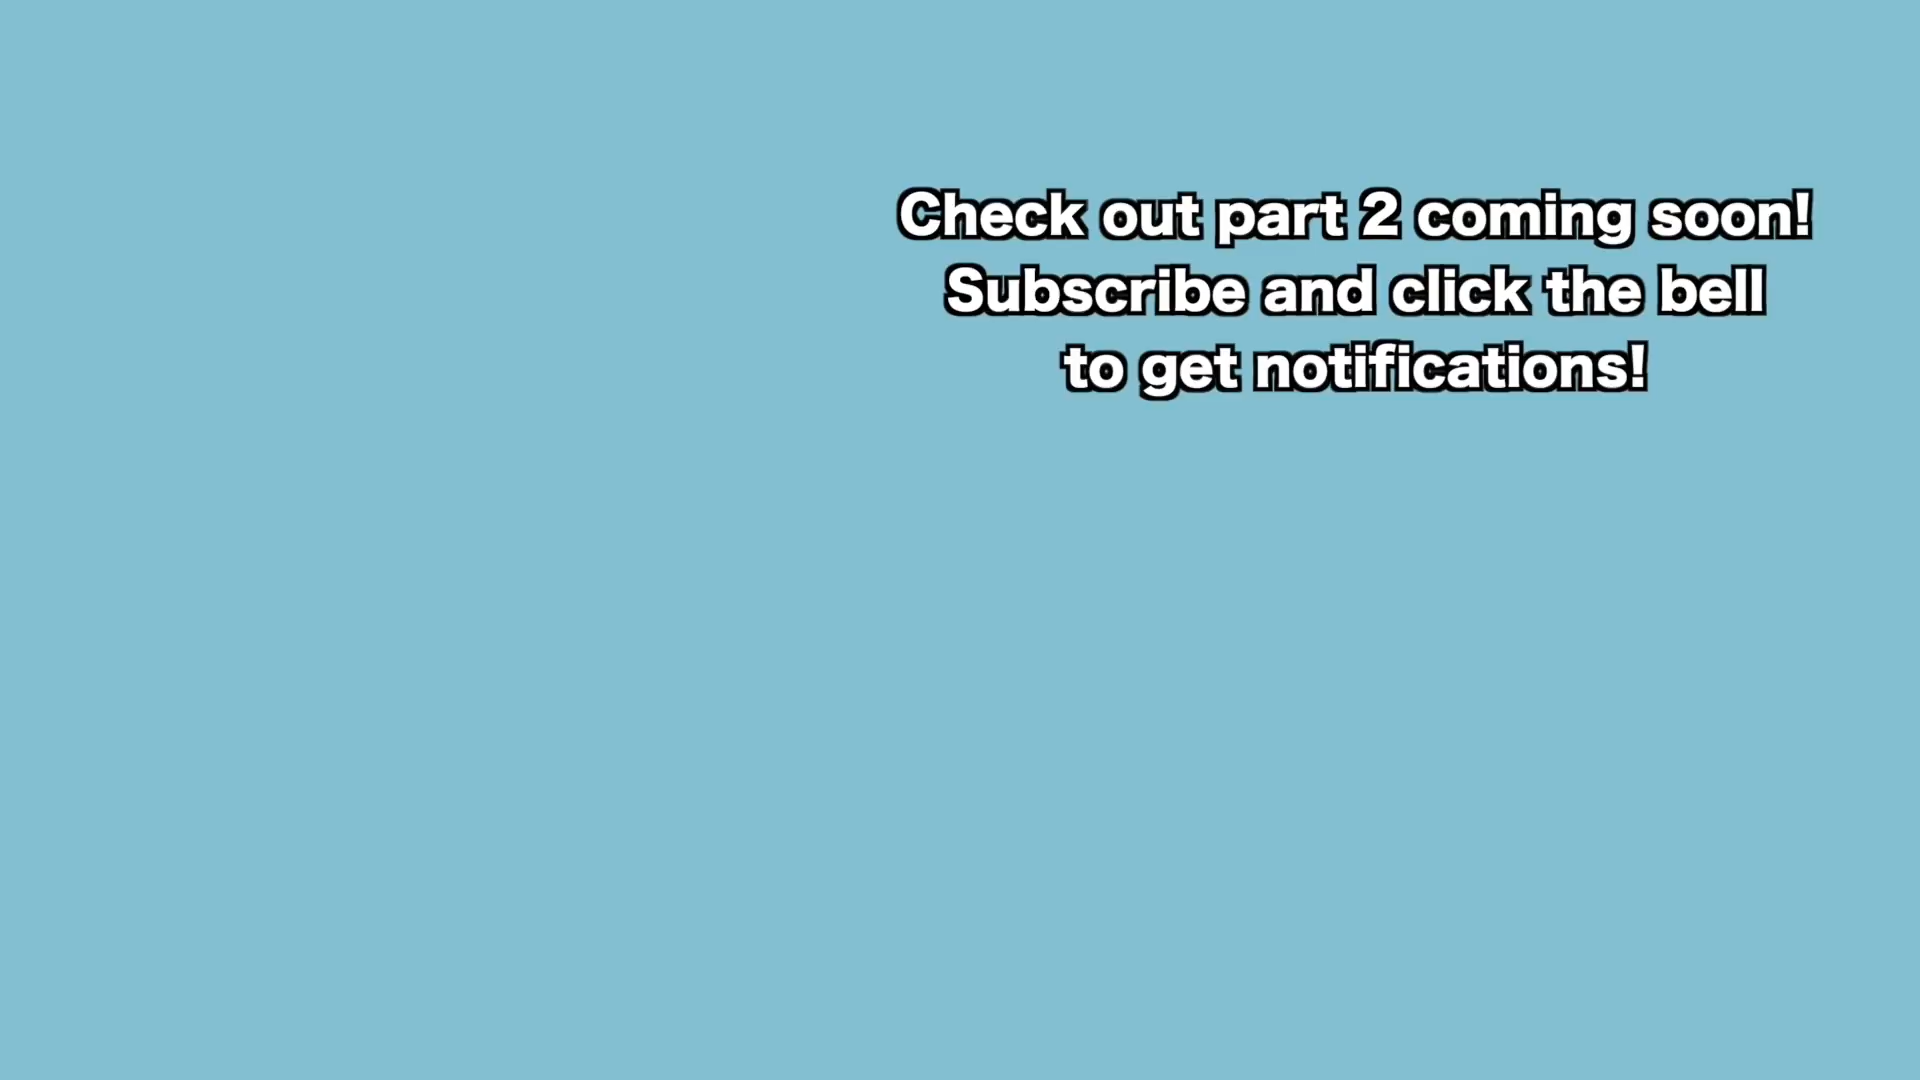 Check out part 2 coming soon!
Subscribe and click the bell
to get notifications!